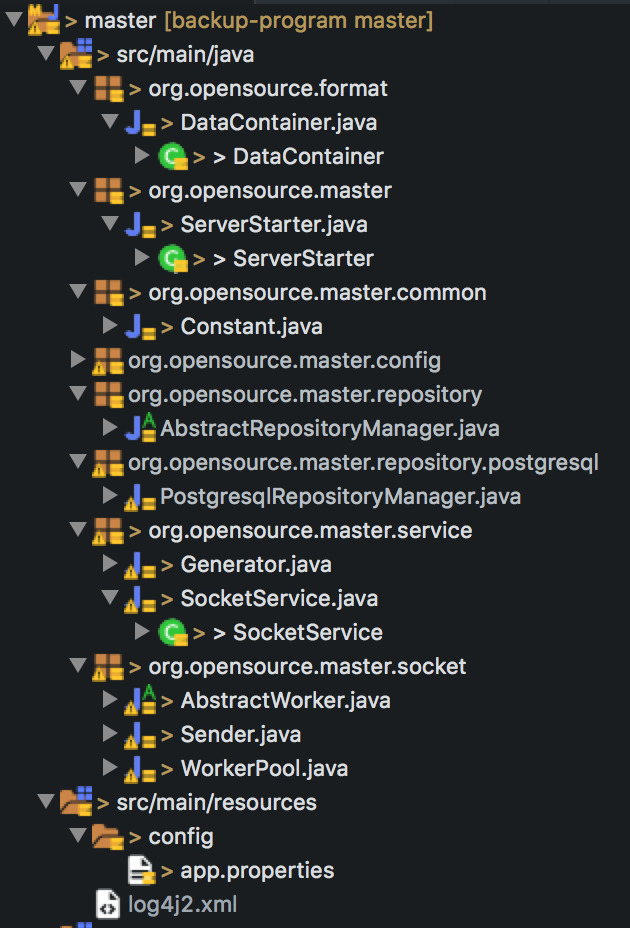 > master [backup-program master]
> src/main/java
> org.opensource.format
> DataContainer.java
> > DataContainer
> org.opensource.master
> ServerStarter.java
> > ServerStarter
> org.opensource.master.common
> Constant.java
org.opensource.master.config
org.opensource.master.repository
AbstractRepositoryManager.java
org.opensource.master.repository.postgresql
PostgresqlRepositoryManager.java
> org.opensource.master.service
> Generator.java
> SocketService.java
> > SocketService
> org.opensource.master.socket
> AbstractWorker.java
> Sender.java
> WorkerPool.java
> src/main/resources
> config
> app.properties
log4j2.xml